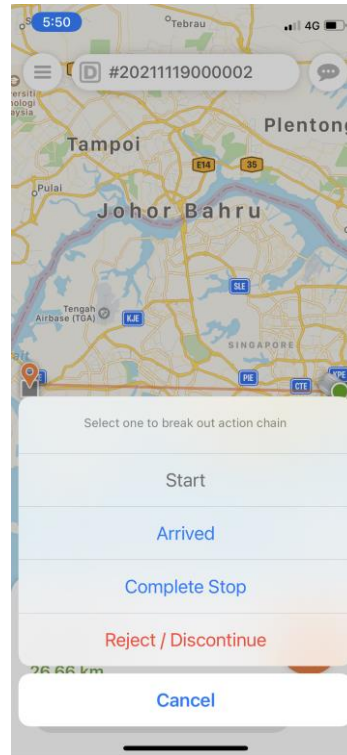 5:50
Tebrau
4G
D #20211119000002
Plentong
Tampoi
E14
35
Pulai
Johor Bahru
SLE
Tengah
Airbase (TGA)
KJE
SINGAPORE
PIE
CTE
KPE
Select one to break out action chain
Start
Arrived
Complete Stop
Reject / Discontinue
26.66 km
Cancel